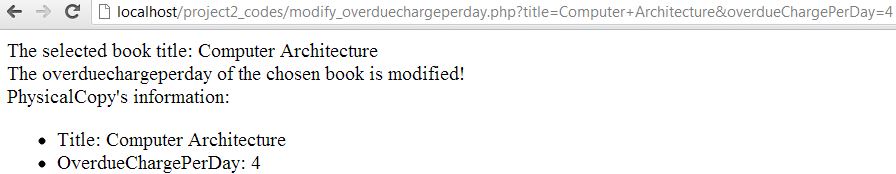 localhost/project2_codes/modify_overduechargeperday.php?title=Computer+Architecture&overdueChargePerDay=4
The selected book title: Computer Architecture
The overduechargeperday of the chosen book is modified!
PhysicalCopy's information:
• Title: Computer Architecture
• OverdueChargePerDay: 4